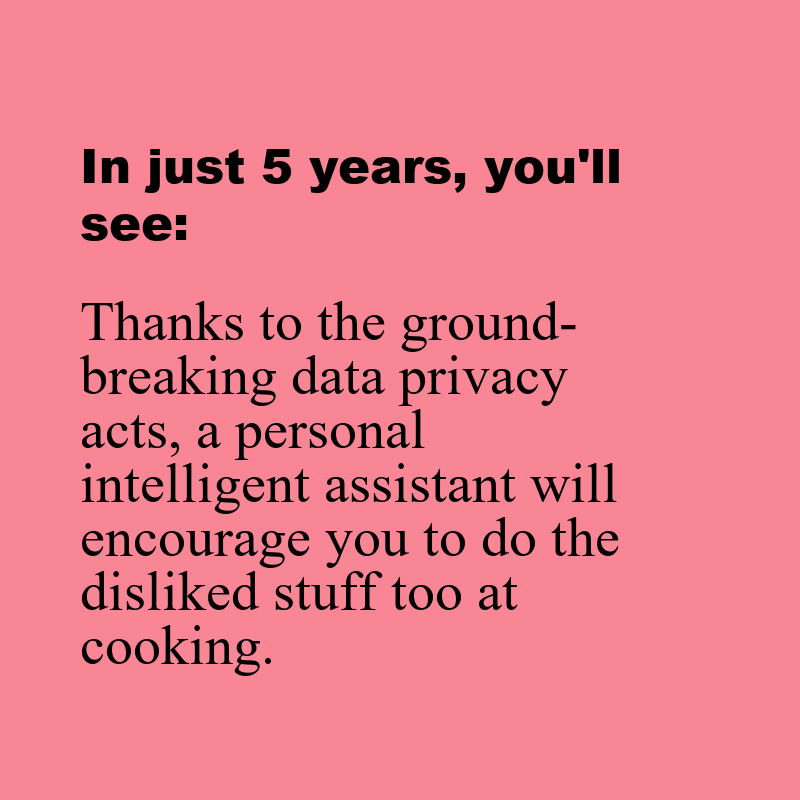 In just 5 years, you'll
see:
Thanks to the ground-
breaking data privacy
acts, a personal
intelligent assistant will
encourage you to do the
disliked stuff too at
cooking.